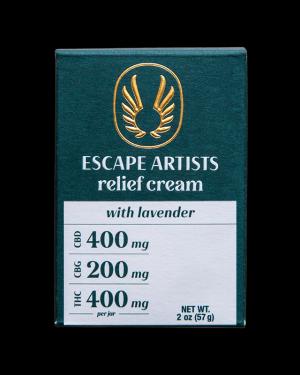 ESCAPE ARTISTS
relief cream
with lavender
CBD 400 mg
CBG 200 mg
THC 400 mg
per jar
NET WT.
2 oz (57 g)